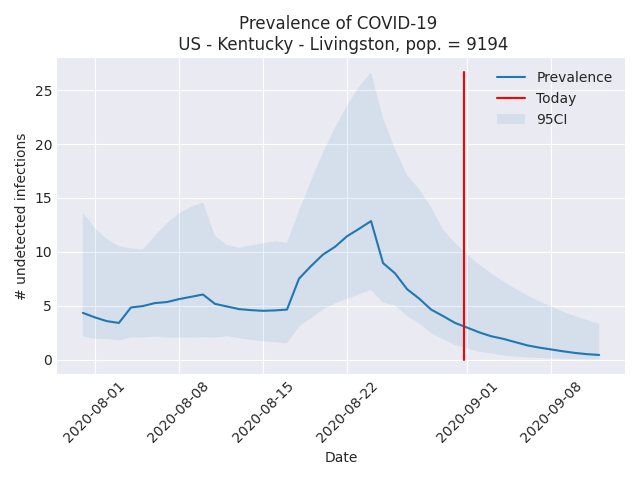 Prevalence of COVID-19
US - Kentucky - Livingston, pop. = 9194
Prevalence
Today
95CI
# undetected infections
25
20
15
10
5
0
2020-08-01
2020-08-08
2020-08-15
2020-08-22
2020-09-01
2020-09-08
Date